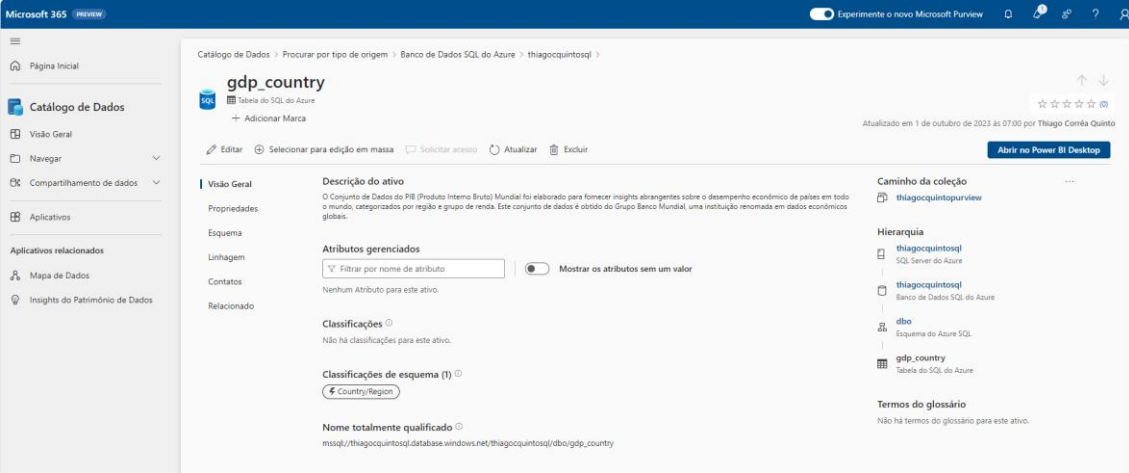 Microsoft 365 PREVIEW
Experimente o novo Microsoft Purview
Página Inicial
Catálogo de Dados
Visão Geral
Navegar
Compartilhamento de dados
Aplicativos
Aplicativos relacionados
Mapa de Dados
Insights do Patrimônio de Dados
Catálogo de Dados > Procurar por tipo de origem > Banco de Dados SQL do Azure > thiagocquintosql >
SQL
gdp_country
Tabela do SQL do Azure
+ Adicionar Marca
(0)
Atualizado em 1 de outubro de 2023 às 07:00 por Thiago Corrêa Quinto
Editar
Selecionar para edição em massa
Solicitar acesso
Atualizar
Excluir
Abrir no Power BI Desktop
Visão Geral
Propriedades
Esquema
Linhagem
Contatos
Relacionado
Descrição do ativo
O Conjunto de Dados do PIB (Produto Interno Bruto) Mundial foi elaborado para fornecer insights abrangentes sobre o desempenho econômico de países em todo
o mundo, categorizados por região e grupo de renda. Este conjunto de dados é obtido do Grupo Banco Mundial, uma instituição renomada em dados econômicos
globais.
Atributos gerenciados
Filtrar por nome de atributo
Mostrar os atributos sem um valor
Nenhum Atributo para este ativo.
Classificações
Não há classificações para este ativo.
Classificações de esquema (1)
Country/Region
Nome totalmente qualificado
mssql://thiagocquintosql.database.windows.net/thiagocquintosql/dbo/gdp_country
Caminho da coleção
thiagocquintopurview
Hierarquia
thiagocquintosql
SQL Server do Azure
thiagocquintosql
Banco de Dados SQL do Azure
dbo
Esquema do Azure SQL
gdp_country
Tabela do SQL do Azure
Termos do glossário
Não há termos do glossário para este ativo.